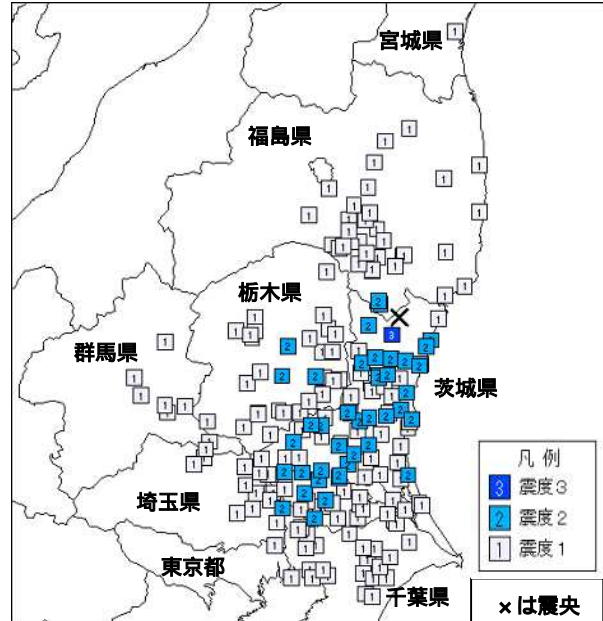 宮城県
福島県
栃木県
群馬県
茨城県
埼玉県
東京都
千葉県
凡例
3 震度3
2 震度2
1 震度1
×は震央